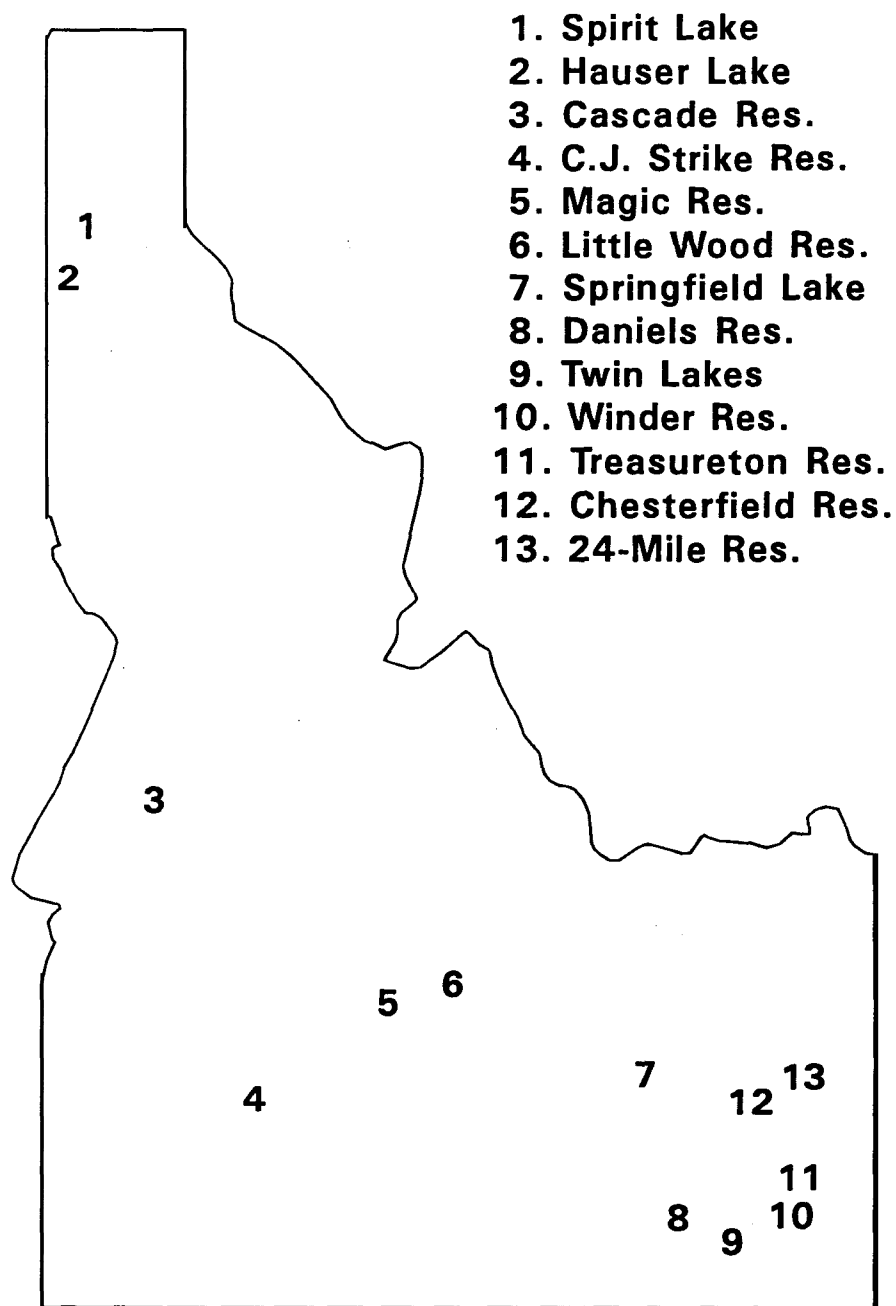 1. Spirit Lake
2. Hauser Lake
3. Cascade Res.
4. C.J. Strike Res.
5. Magic Res.
6. Little Wood Res.
7. Springfield Lake
8. Daniels Res.
9. Twin Lakes
10. Winder Res.
11. Treasureton Res.
12. Chesterfield Res.
13. 24-Mile Res.
1
2
3
6
5
4
7
13
12
11
8
10
9